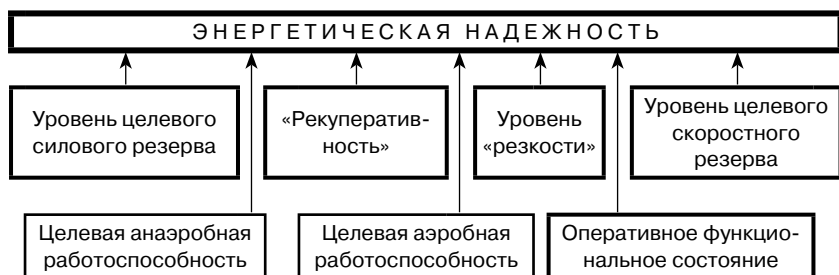 ЭНЕРГЕТИЧЕСКАЯ НАДЕЖНОСТЬ
Уровень целевого
силового резерва
«Рекуператив-
ность»
Уровень
«резкости»
Уровень целевого
скоростного
резерва
Целевая анаэробная
работоспособность
Целевая аэробная
работоспособность
Оперативное функцио-
нальное состояние